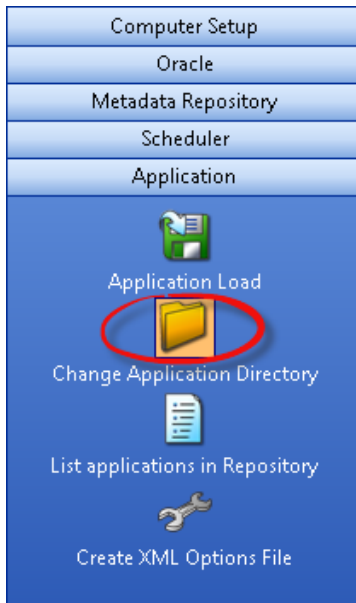 Computer Setup
Oracle
Metadata Repository
Scheduler
Application
Application Load
Change Application Directory
List applications in Repository
Create XML Options File